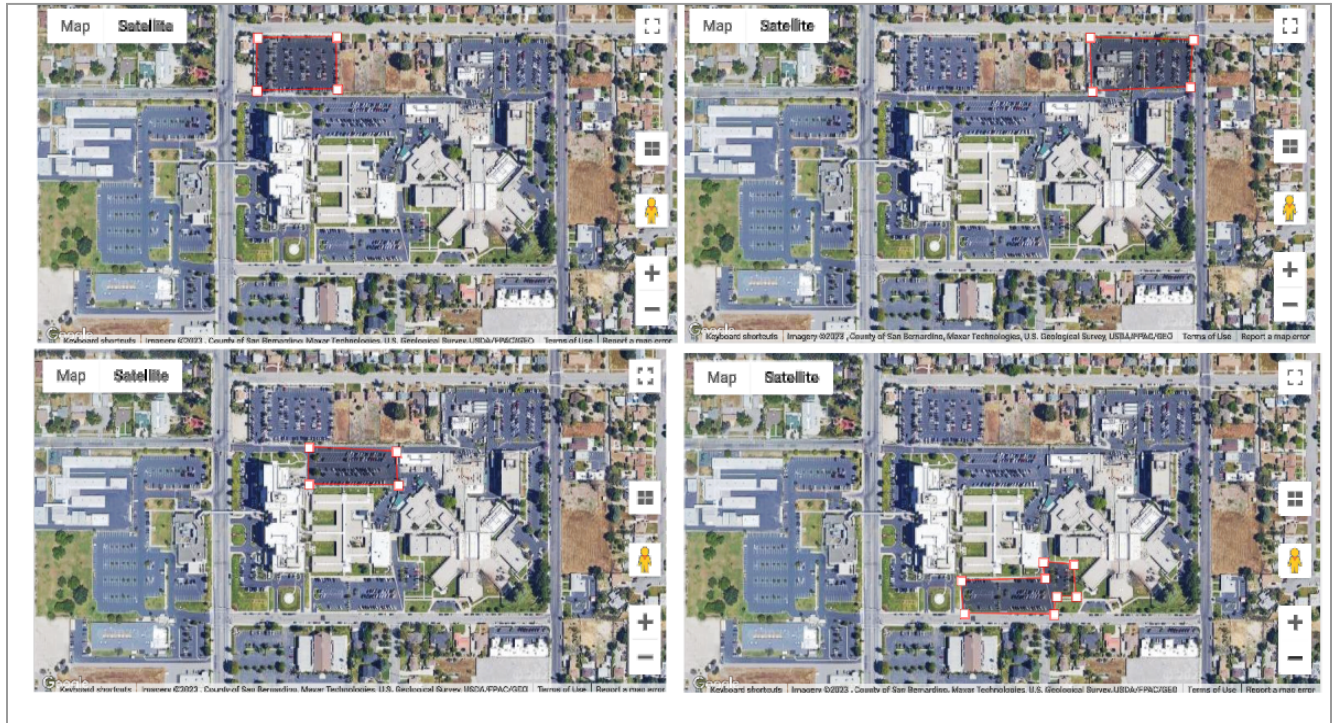 Map Satellite
Google
Keyboard shortcuts Imagery ©2023 , County of San Bernardino, Maxar Technologies, U.S. Geological Survey, USDA/FPAC/GEO Terms of Use Report a map error
Map Satellite
Google
Keyboard shortcuts Imagery ©2023 , County of San Bernardino, Maxar Technologies, U.S. Geological Survey, USDA/FPAC/GEO Terms of Use Report a map error
Map Satellite
Google
Keyboard shortcuts Imagery ©2023 , County of San Bernardino, Maxar Technologies, U.S. Geological Survey, USDA/FPAC/GEO Terms of Use Report a map error
Map Satellite
Google
Keyboard shortcuts Imagery ©2023 , County of San Bernardino, Maxar Technologies, U.S. Geological Survey, USDA/FPAC/GEO Terms of Use Report a map error